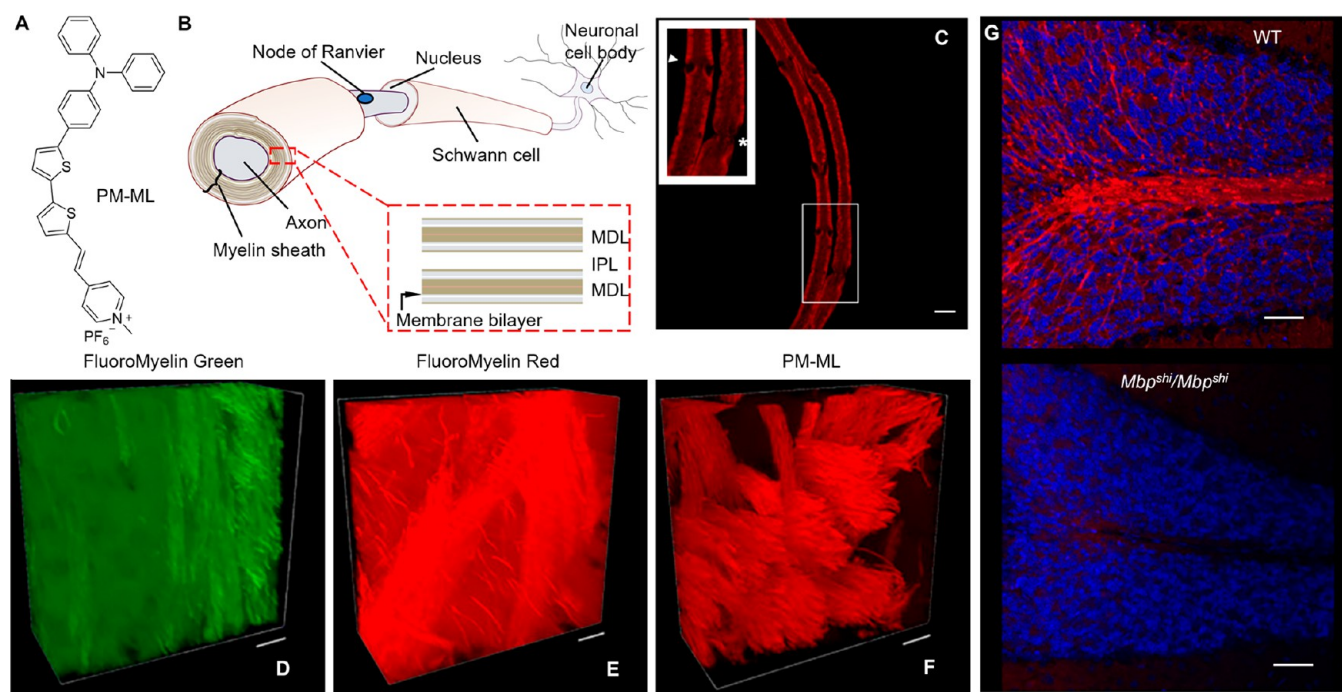 A
N
S
S
PM-ML
N
+
PF6−
B
Node of Ranvier
Nucleus
Neuronal
cell body
Schwann cell
Axon
Myelin sheath
MDL
IPL
MDL
Membrane bilayer
C
*
FluoroMyelin Green
D
FluoroMyelin Red
E
PM-ML
F
G
WT
Mbpshi/Mbpshi